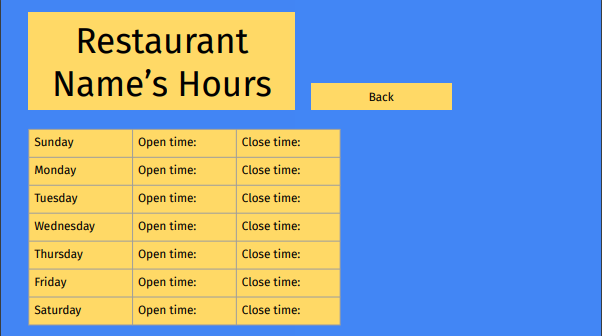 Restaurant
Name’s Hours
Back
Sunday Open time: Close time:
Monday Open time: Close time:
Tuesday Open time: Close time:
Wednesday Open time: Close time:
Thursday Open time: Close time:
Friday Open time: Close time:
Saturday Open time: Close time: